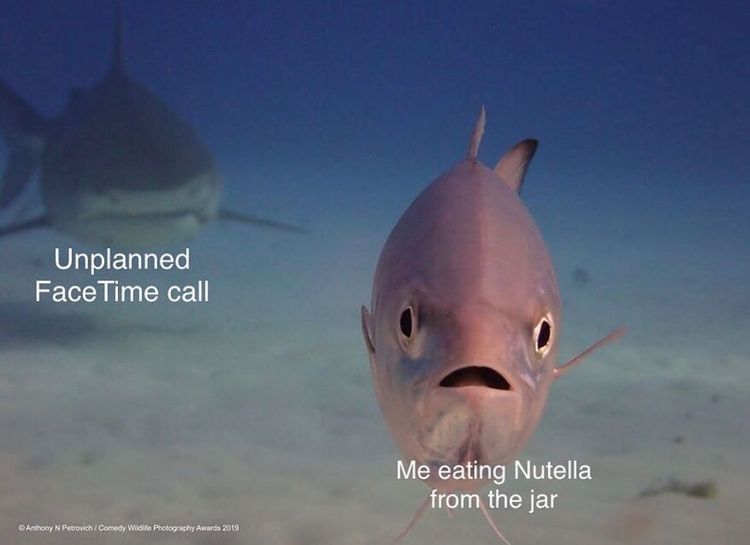 Unplanned
FaceTime call
Me eating Nutella
from the jar
© Anthony N Petrovich / Comedy Wildlife Photography Awards 2019